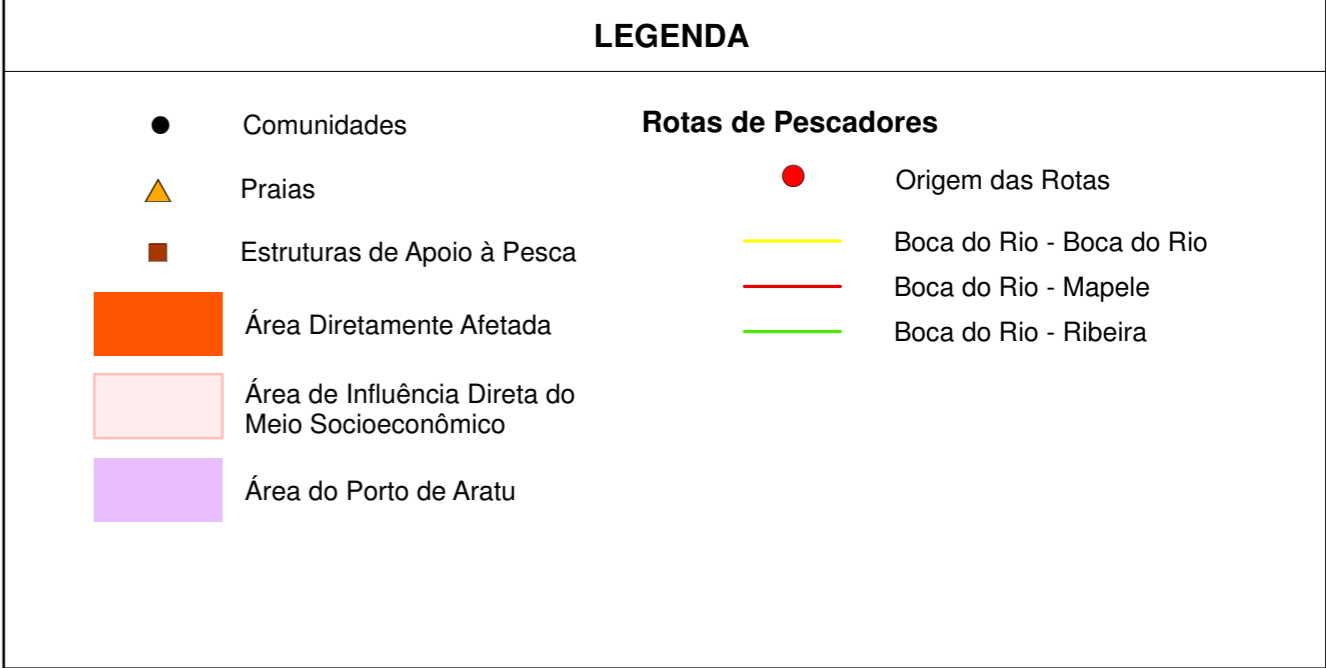 LEGENDA
Comunidades
Praias
Estruturas de Apoio à Pesca
Área Diretamente Afetada
Área de Influência Direta do
Meio Socioeconômico
Área do Porto de Aratu
Rotas de Pescadores
Origem das Rotas
Boca do Rio - Boca do Rio
Boca do Rio - Mapele
Boca do Rio - Ribeira